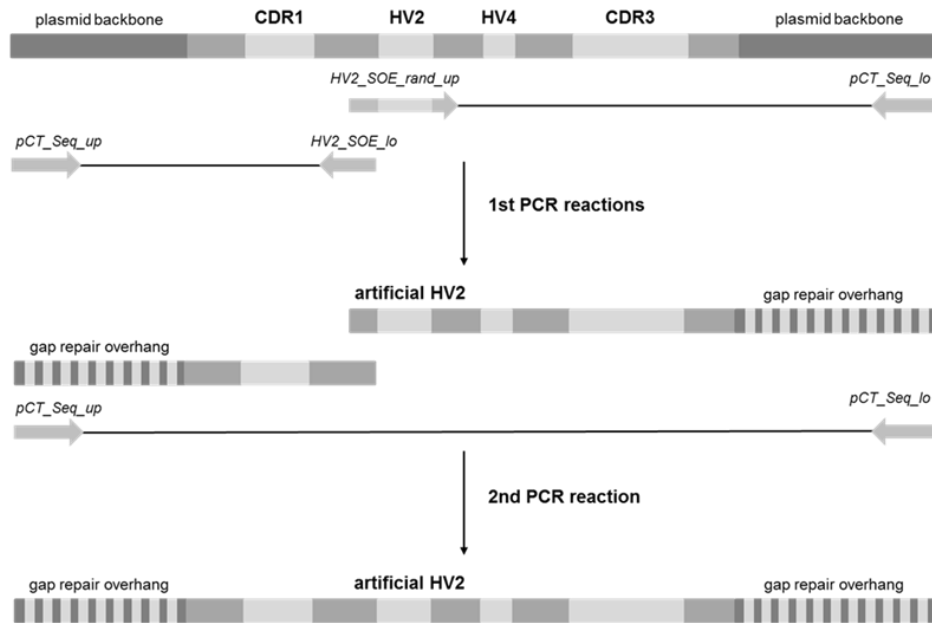 plasmid backbone CDR1 HV2 HV4 CDR3 plasmid backbone
HV2_SOE_rand_up pCT_Seq_lo
pCT_Seq_up HV2_SOE_lo
1st PCR reactions
artificial HV2
gap repair overhang
gap repair overhang
pCT_Seq_up pCT_Seq_lo
2nd PCR reaction
artificial HV2
gap repair overhang gap repair overhang